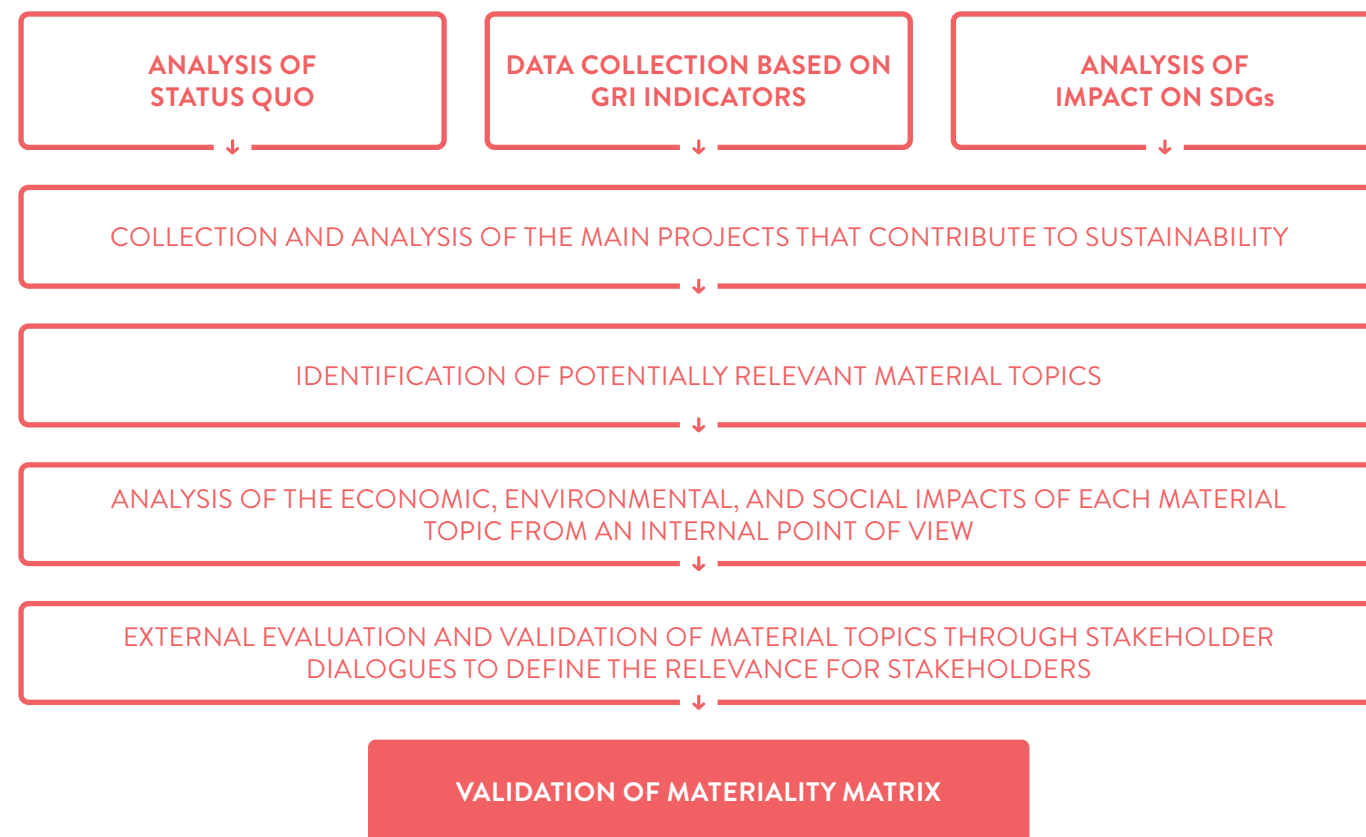 ANALYSIS OF
STATUS QUO
DATA COLLECTION BASED ON
GRI INDICATORS
ANALYSIS OF
IMPACT ON SDGs
COLLECTION AND ANALYSIS OF THE MAIN PROJECTS THAT CONTRIBUTE TO SUSTAINABILITY
IDENTIFICATION OF POTENTIALLY RELEVANT MATERIAL TOPICS
ANALYSIS OF THE ECONOMIC, ENVIRONMENTAL, AND SOCIAL IMPACTS OF EACH MATERIAL
TOPIC FROM AN INTERNAL POINT OF VIEW
EXTERNAL EVALUATION AND VALIDATION OF MATERIAL TOPICS THROUGH STAKEHOLDER
DIALOGUES TO DEFINE THE RELEVANCE FOR STAKEHOLDERS
VALIDATION OF MATERIALITY MATRIX